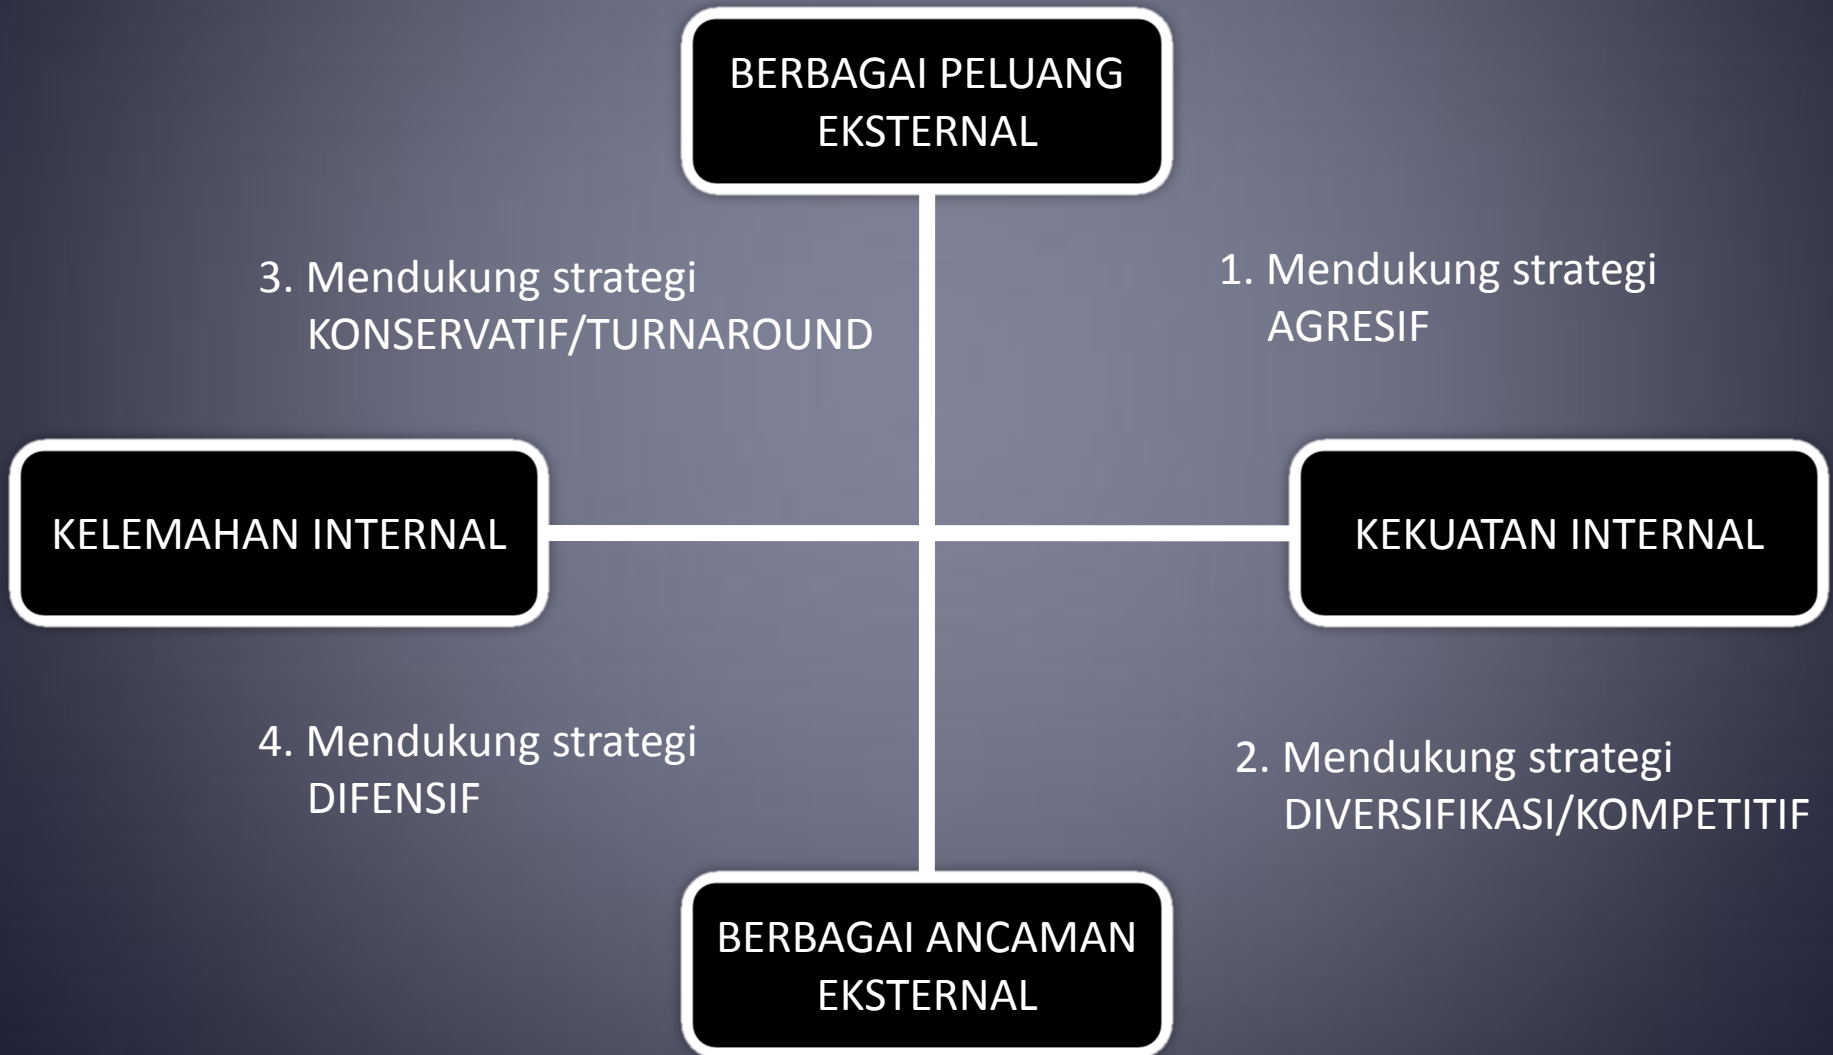 BERBAGAI PELUANG
EKSTERNAL
3. Mendukung strategi
KONSERVATIF/TURNAROUND
1. Mendukung strategi
AGRESIF
KELEMAHAN INTERNAL
KEKUATAN INTERNAL
4. Mendukung strategi
DIFENSIF
2. Mendukung strategi
DIVERSIFIKASI/KOMPETITIF
BERBAGAI ANCAMAN
EKSTERNAL